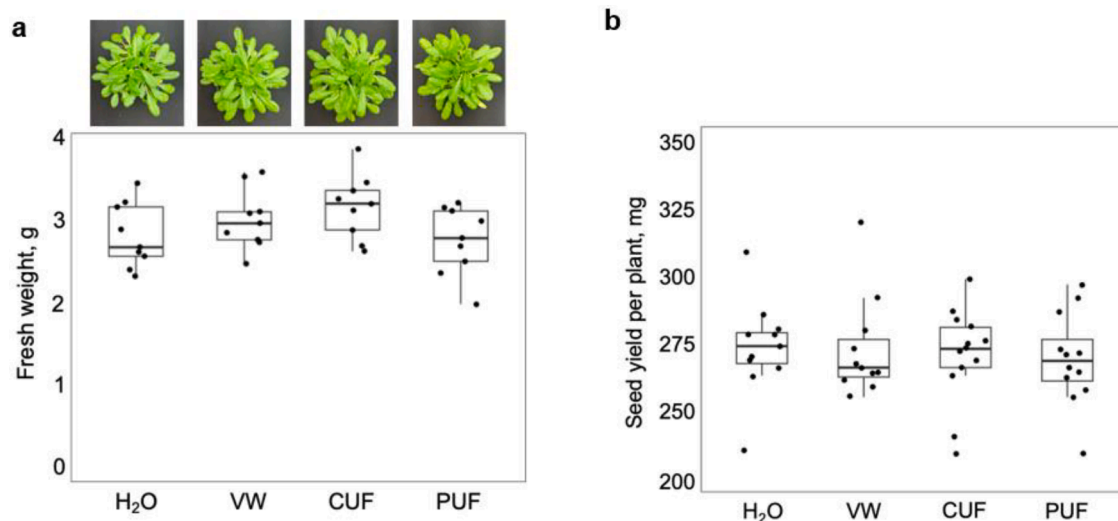 a
4
3
2
1
0
Fresh weight, g
H₂O VW CUF PUF
b
350
325
300
275
250
200
Seed yield per plant, mg
H₂O VW CUF PUF